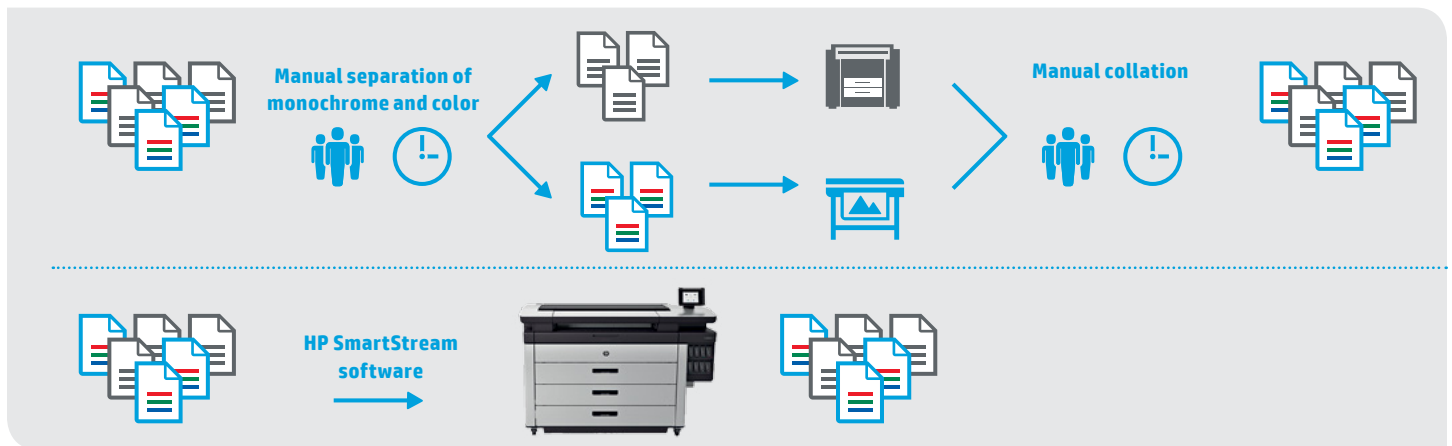 Manual separation of
monochrome and color
Manual collation
HP SmartStream
software